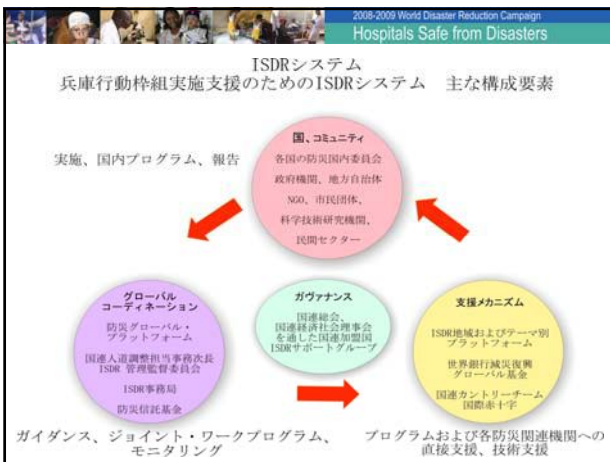 2008-2009 World Disaster Reduction Campaign
Hospitals Safe from Disasters
ISDRシステム
兵庫行動枠組実施支援のためのISDRシステム　主な構成要素
国、コミュニティ
各国の防災国内委員会
政府機関、地方自治体
NGO、市民団体、
科学技術研究機関、
民間セクター
実施、国内プログラム、報告
グローバル
コーディネーション
防災グローバル・
プラットフォーム
国連人道調整担当事務次長
ISDR 管理監督委員会
ISDR事務局
防災信託基金
ガヴァナンス
国連総会、
国連経済社会理事会
を通した国連加盟国
ISDRサポートグループ
支援メカニズム
ISDR地域およびテーマ別
プラットフォーム
世界銀行減災復興
グローバル基金
国連カントリーチーム
国際赤十字
ガイダンス、ジョイント・ワークプログラム、
モニタリング
プログラムおよび各防災関連機関への
直接支援、技術支援